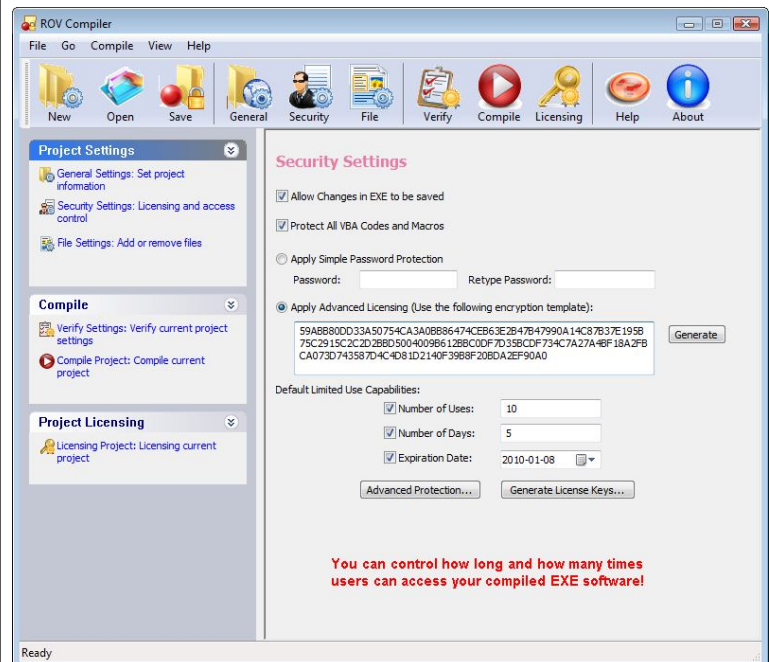 ROV Compiler
File Go Compile View Help
New Open Save General Security File Verify Compile Licensing Help About
Project Settings
General Settings: Set project
information
Security Settings: Licensing and access
control
File Settings: Add or remove files
Compile
Verify Settings: Verify current project
settings
Compile Project: Compile current
project
Project Licensing
Licensing Project: Licensing current
project
Security Settings
Allow Changes in EXE to be saved
Protect All VBA Codes and Macros
Apply Simple Password Protection
Password: Retype Password:
Apply Advanced Licensing (Use the following encryption template):
59ABB80DD33A50754CA3A0BB86474CEB63E2B47B47990A14C87B37E195B
75C2915C2C2D2BBD5004009B612BBC0DF7D35BCDF734C7A27A4BF18A2FB
CA073D743587D4C4D81D2140F39B8F20BDA2EF90A0
Generate
Default Limited Use Capabilities:
Number of Uses: 10
Number of Days: 5
Expiration Date: 2010-01-08
Advanced Protection... Generate License Keys...
You can control how long and how many times
users can access your compiled EXE software!
Ready